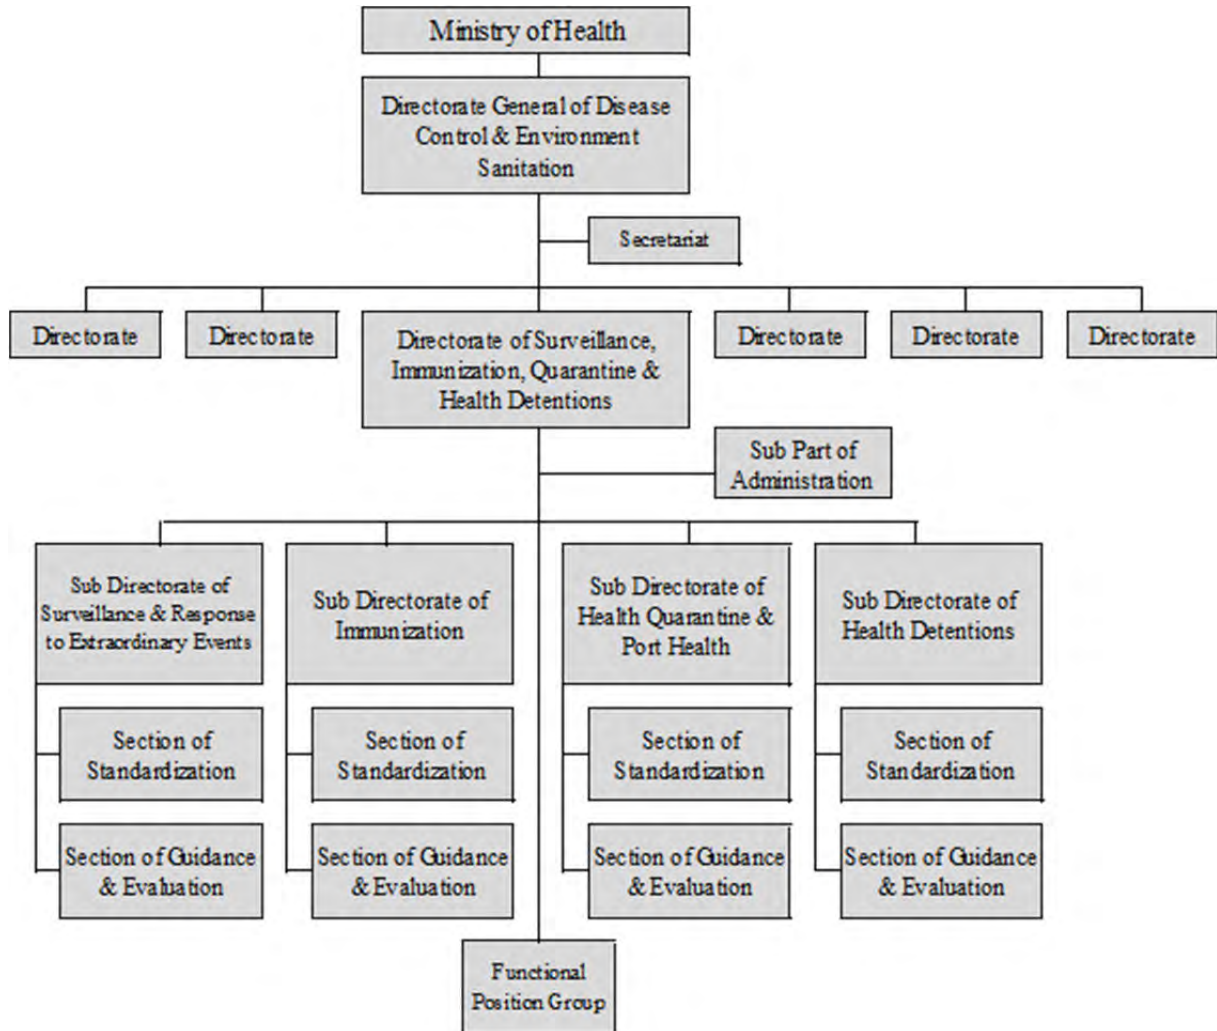 Ministry of Health
Directorate General of Disease
Control & Environment
Sanitation
Secretariat
Directorate
Directorate
Directorate of Surveillance,
Immunization, Quarantine &
Health Detentions
Directorate
Directorate
Directorate
Sub Part of
Administration
Sub Directorate of
Surveillance & Response
to Extraordinary Events
Sub Directorate of
Immunization
Sub Directorate of
Health Quarantine &
Port Health
Sub Directorate of
Health Detentions
Section of
Standardization
Section of
Standardization
Section of
Standardization
Section of
Standardization
Section of Guidance
& Evaluation
Section of Guidance
& Evaluation
Section of Guidance
& Evaluation
Section of Guidance
& Evaluation
Functional
Position Group